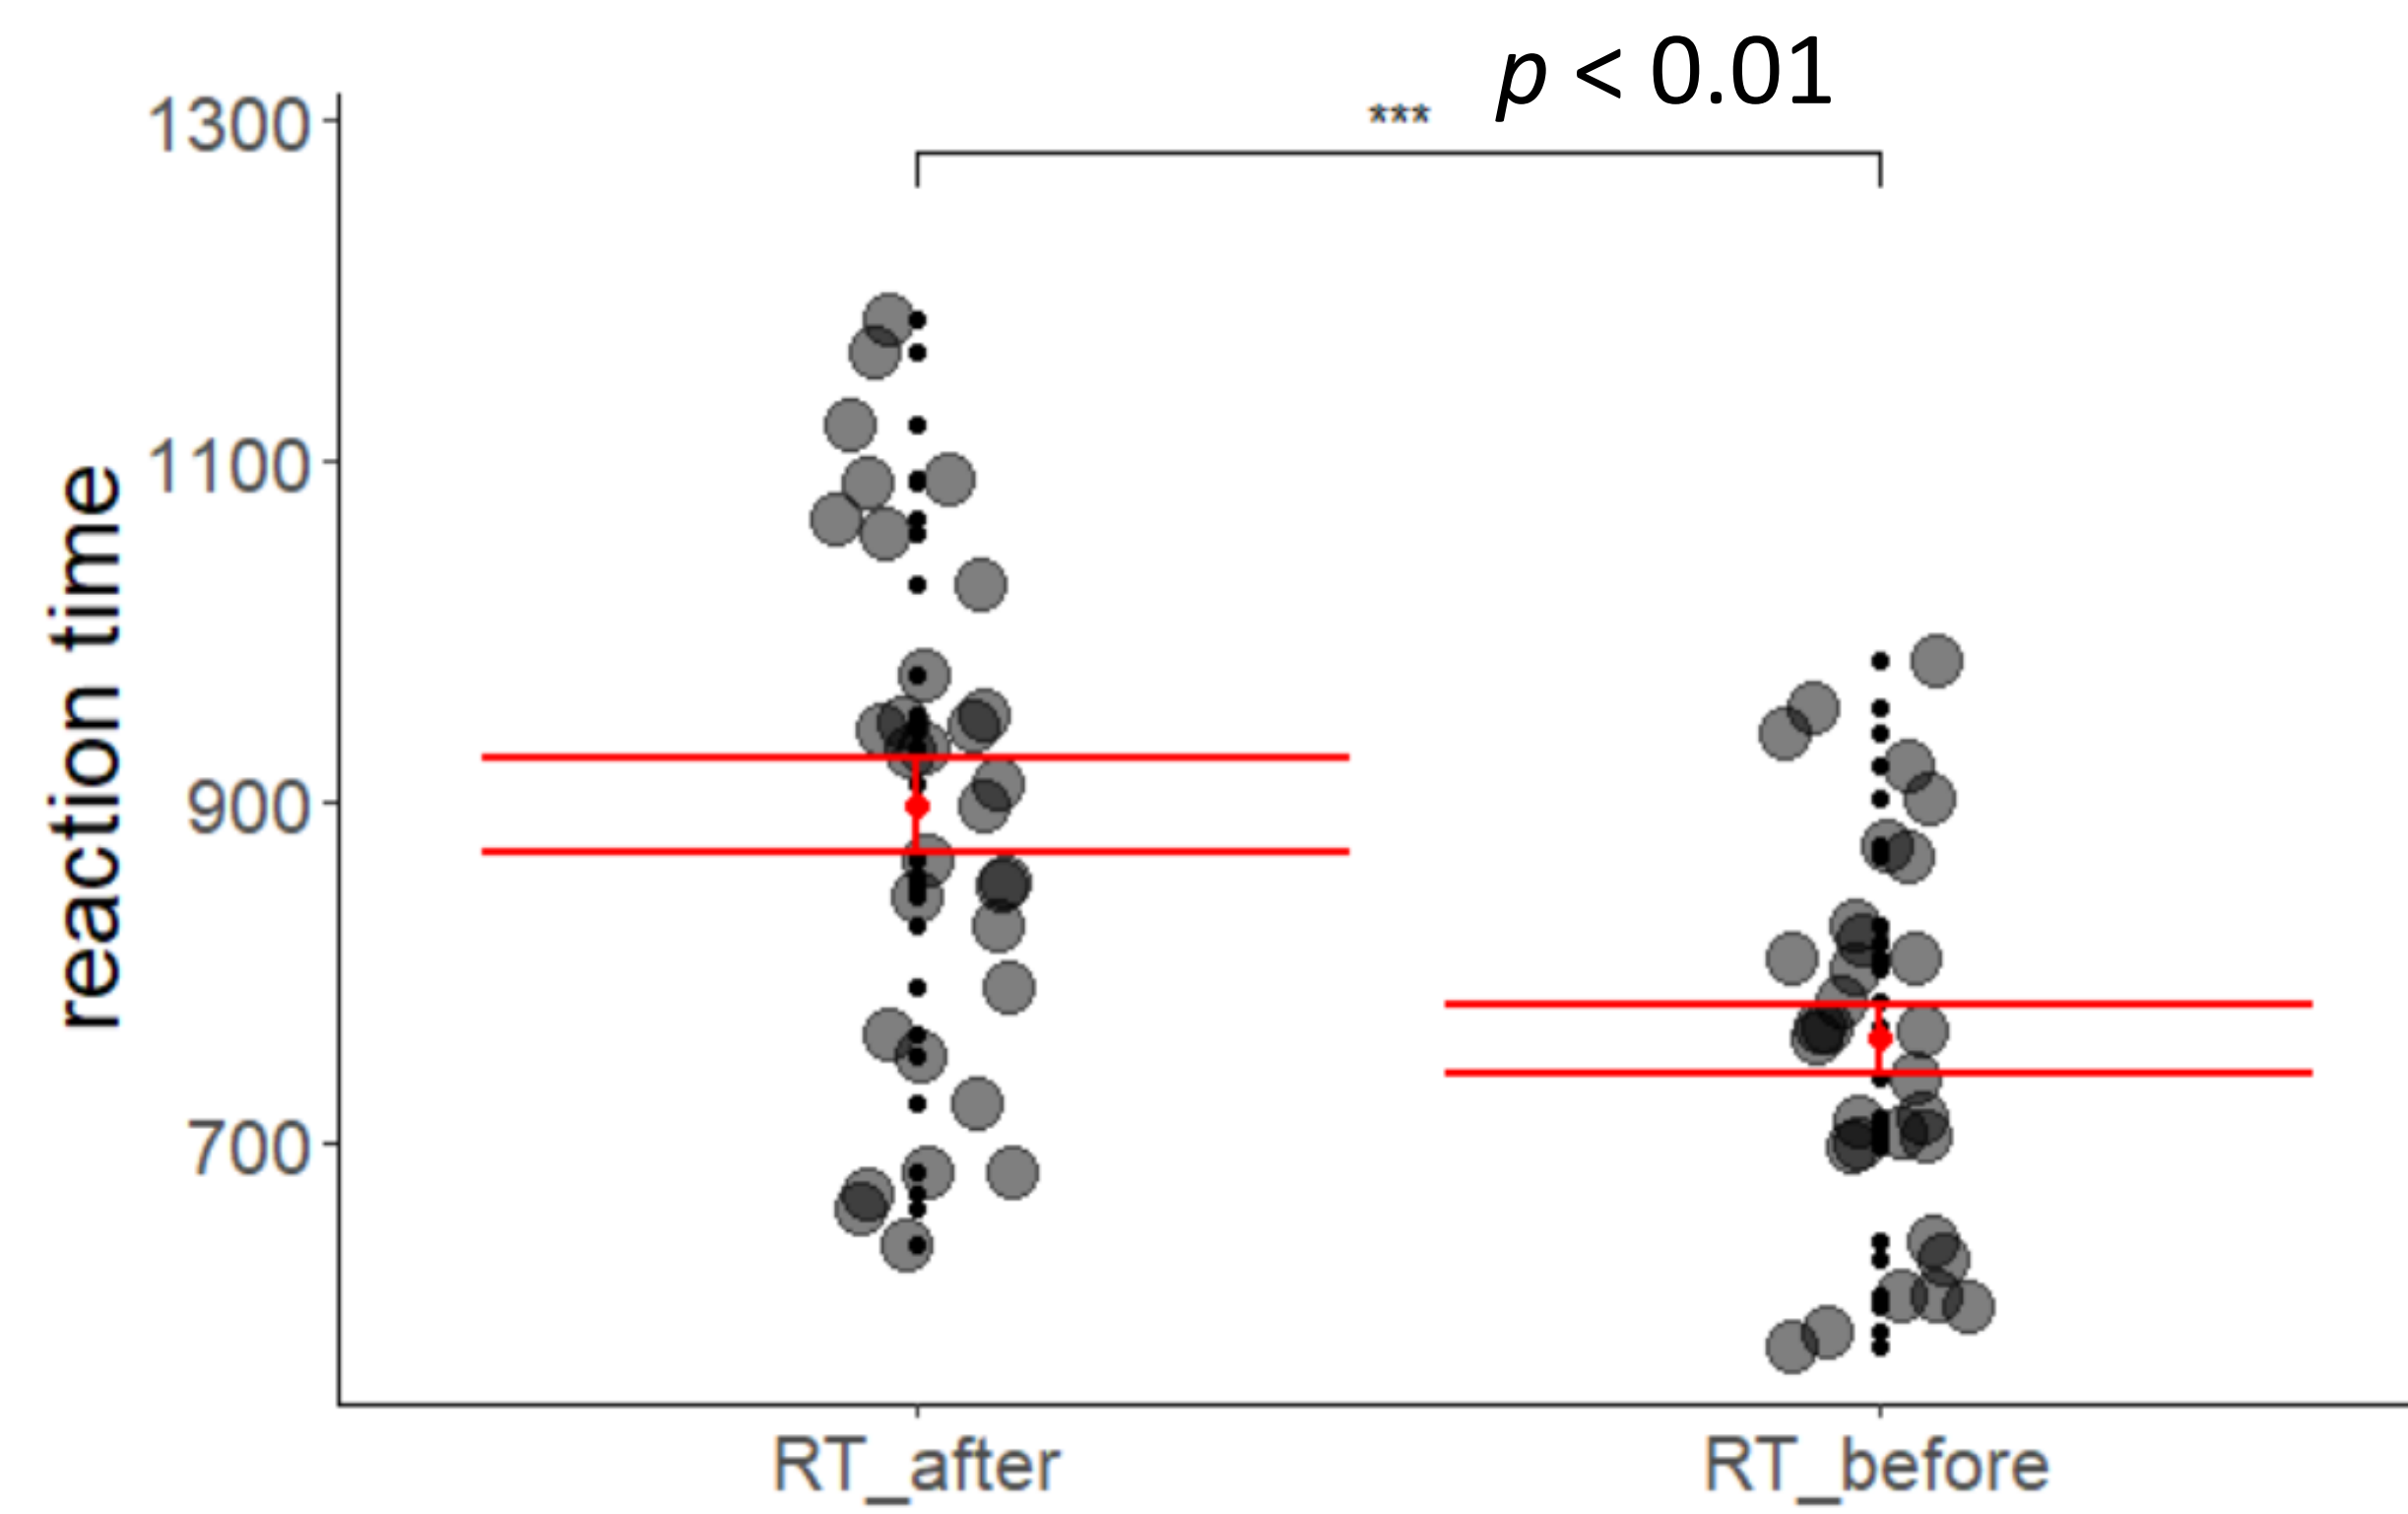 p < 0.01
***
1300
1100
900
700
reaction time
RT_after
RT_before